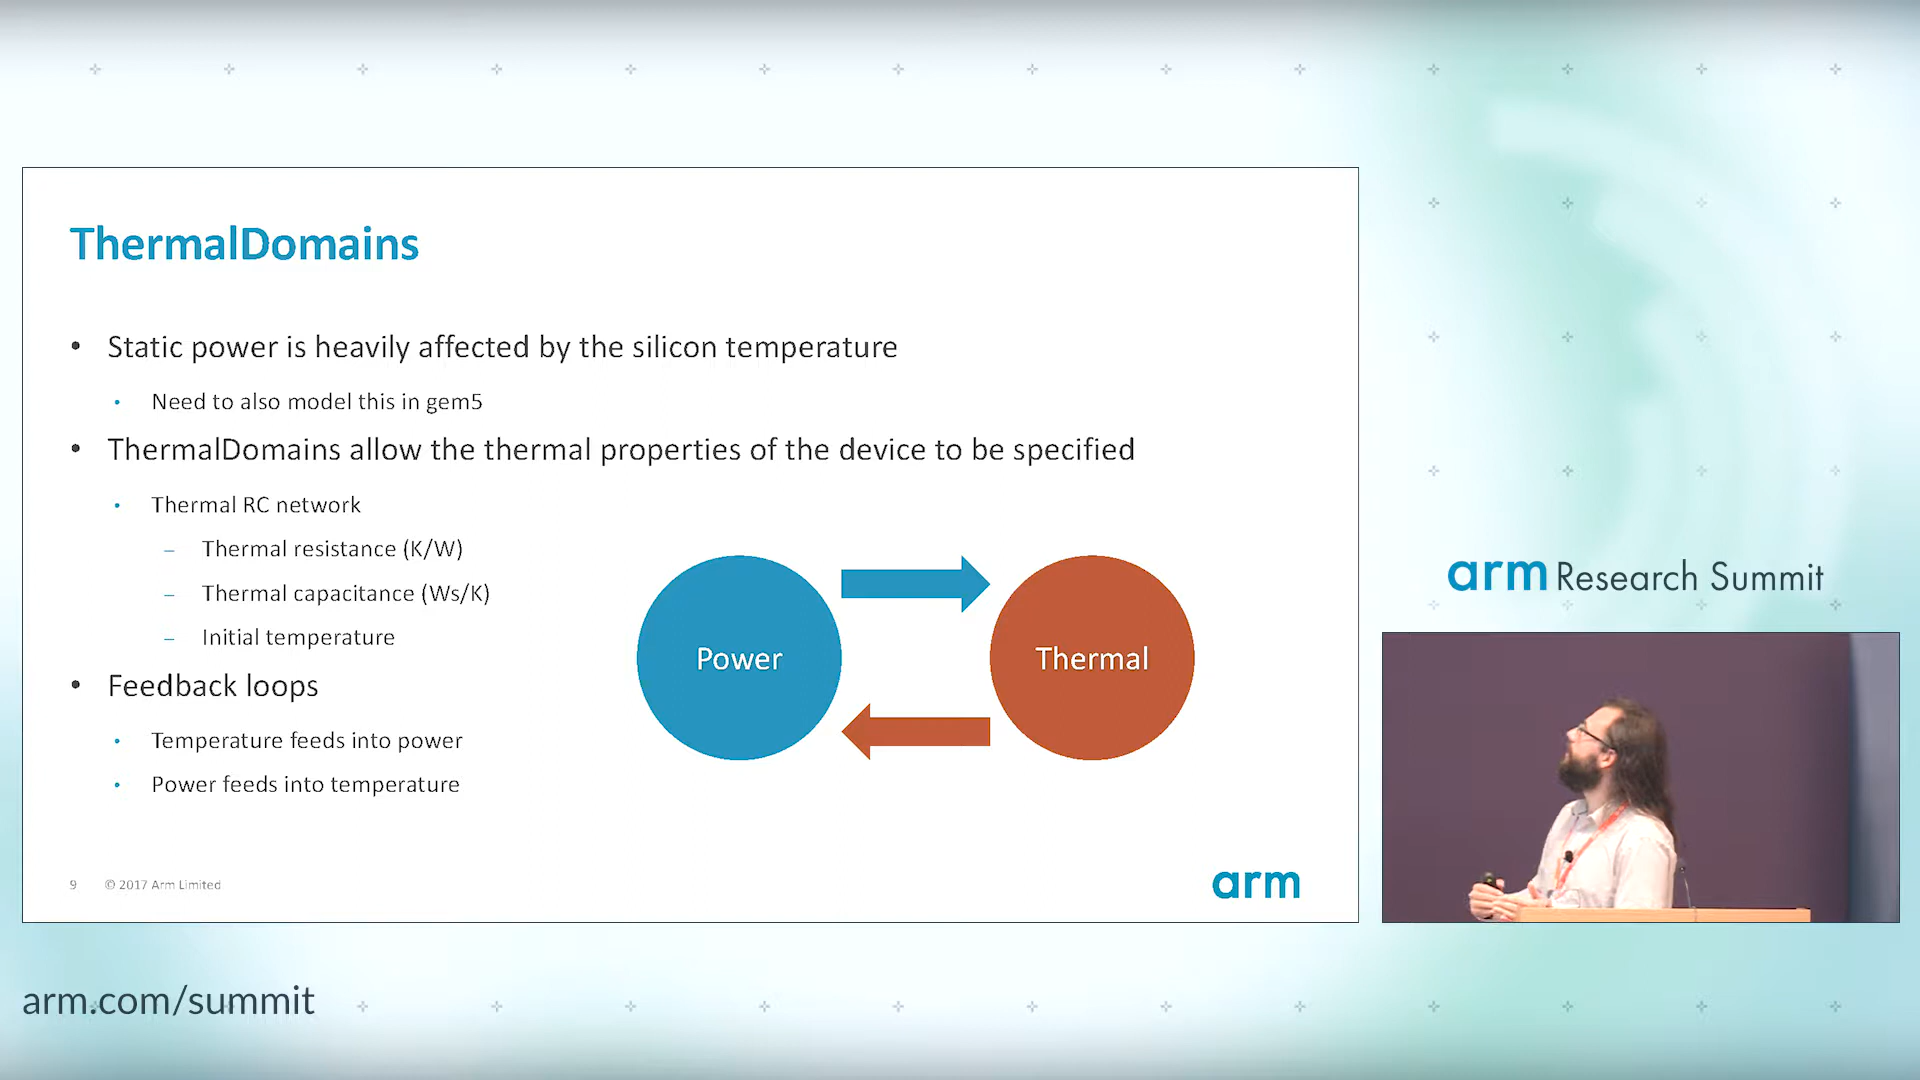 ThermalDomains
• Static power is heavily affected by the silicon temperature
• Need to also model this in gem5
• ThermalDomains allow the thermal properties of the device to be specified
• Thermal RC network
– Thermal resistance (K/W)
– Thermal capacitance (Ws/K)
– Initial temperature
• Feedback loops
• Temperature feeds into power
• Power feeds into temperature
Power
Thermal
9 © 2017 Arm Limited
arm
arm Research Summit
arm.com/summit